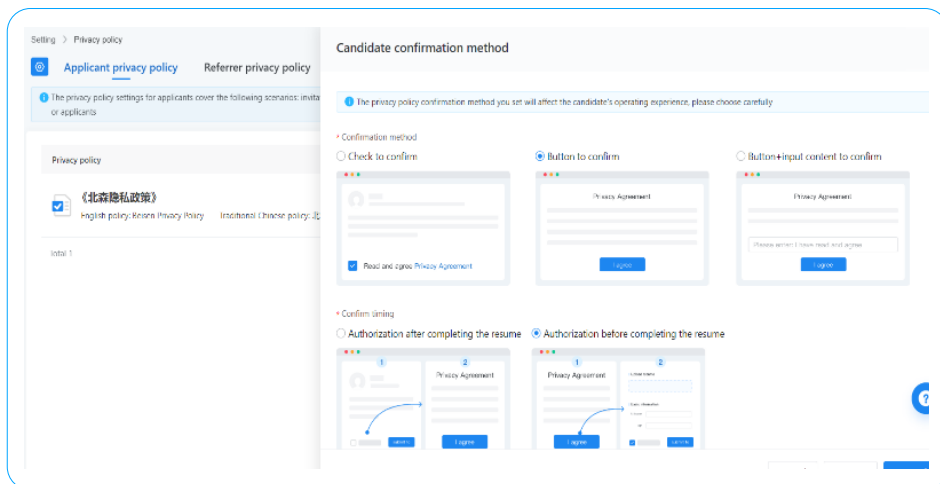 Setting > Privacy policy
Candidate confirmation method
Applicant privacy policy Referrer privacy policy
The privacy policy settings for applicants cover the following scenarios: invita
or applicants
The privacy policy confirmation method you set will affect the candidate's operating experience, please choose carefully
* Confirmation method
Check to confirm
Button to confirm
Button+input content to confirm
Privacy policy
《北森隐私政策》
English policy: Beisen Privacy Policy Traditional Chinese policy: 北
Total 1
Read and agree Privacy Agreement
Privacy Agreement
I agree
Privacy Agreement
Please enter: I have read and agree
I agree
* Confirm timing
Authorization after completing the resume
Authorization before completing the resume
1
2
Privacy Agreement
I agree
1
2
Privacy Agreement
I agree
?